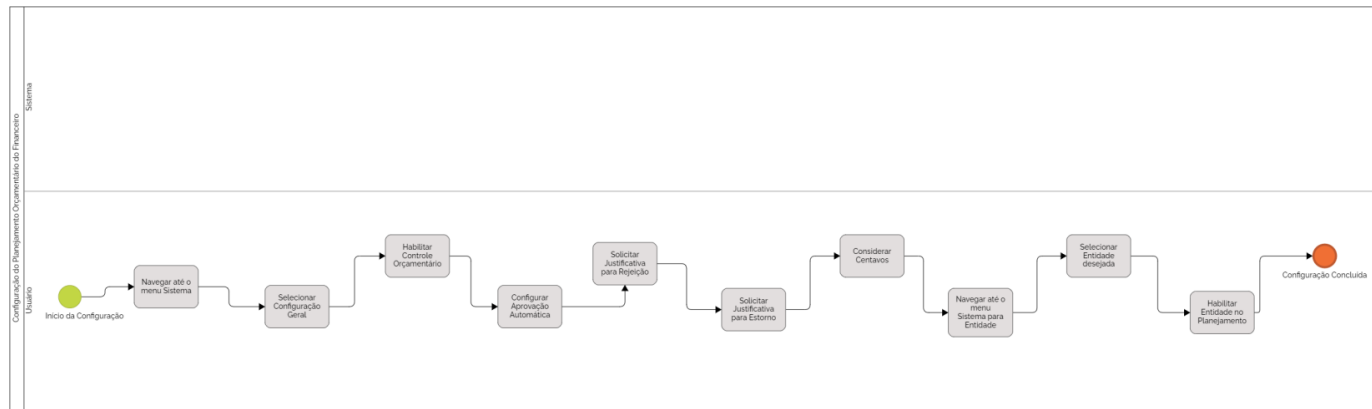 Configuração do Planejamento Orçamentário do Financeiro
Sistema
Usuário
Início da Configuração
Navegar até o
menu Sistema
Selecionar
Configuração
Geral
Habilitar
Controle
Orçamentário
Configurar
Aprovação
Automática
Solicitar
Justificativa
para Rejeição
Solicitar
Justificativa
para Estorno
Considerar
Centavos
Navegar até o
menu
Sistema para
Entidade
Selecionar
Entidade
desejada
Habilitar
Entidade no
Planejamento
Configuração Concluída